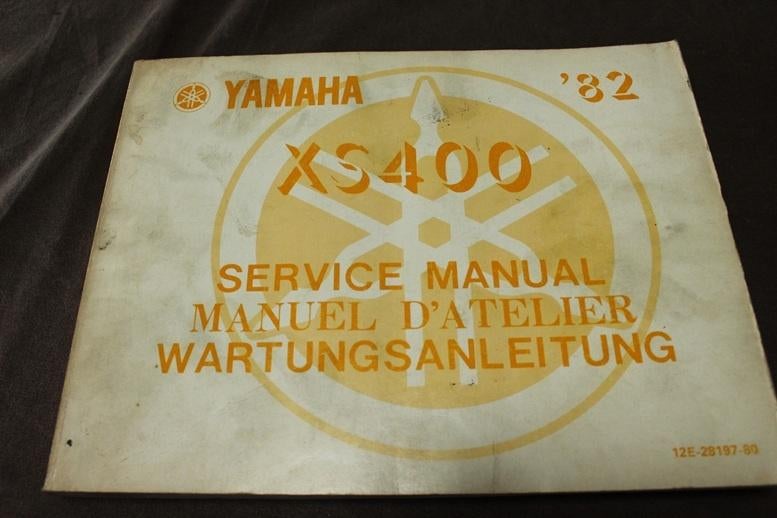 YAMAHA '82
XS400
SERVICE MANUAL
MANUEL D'ATELIER
WARTUNGSANLEITUNG
12E-28197-80